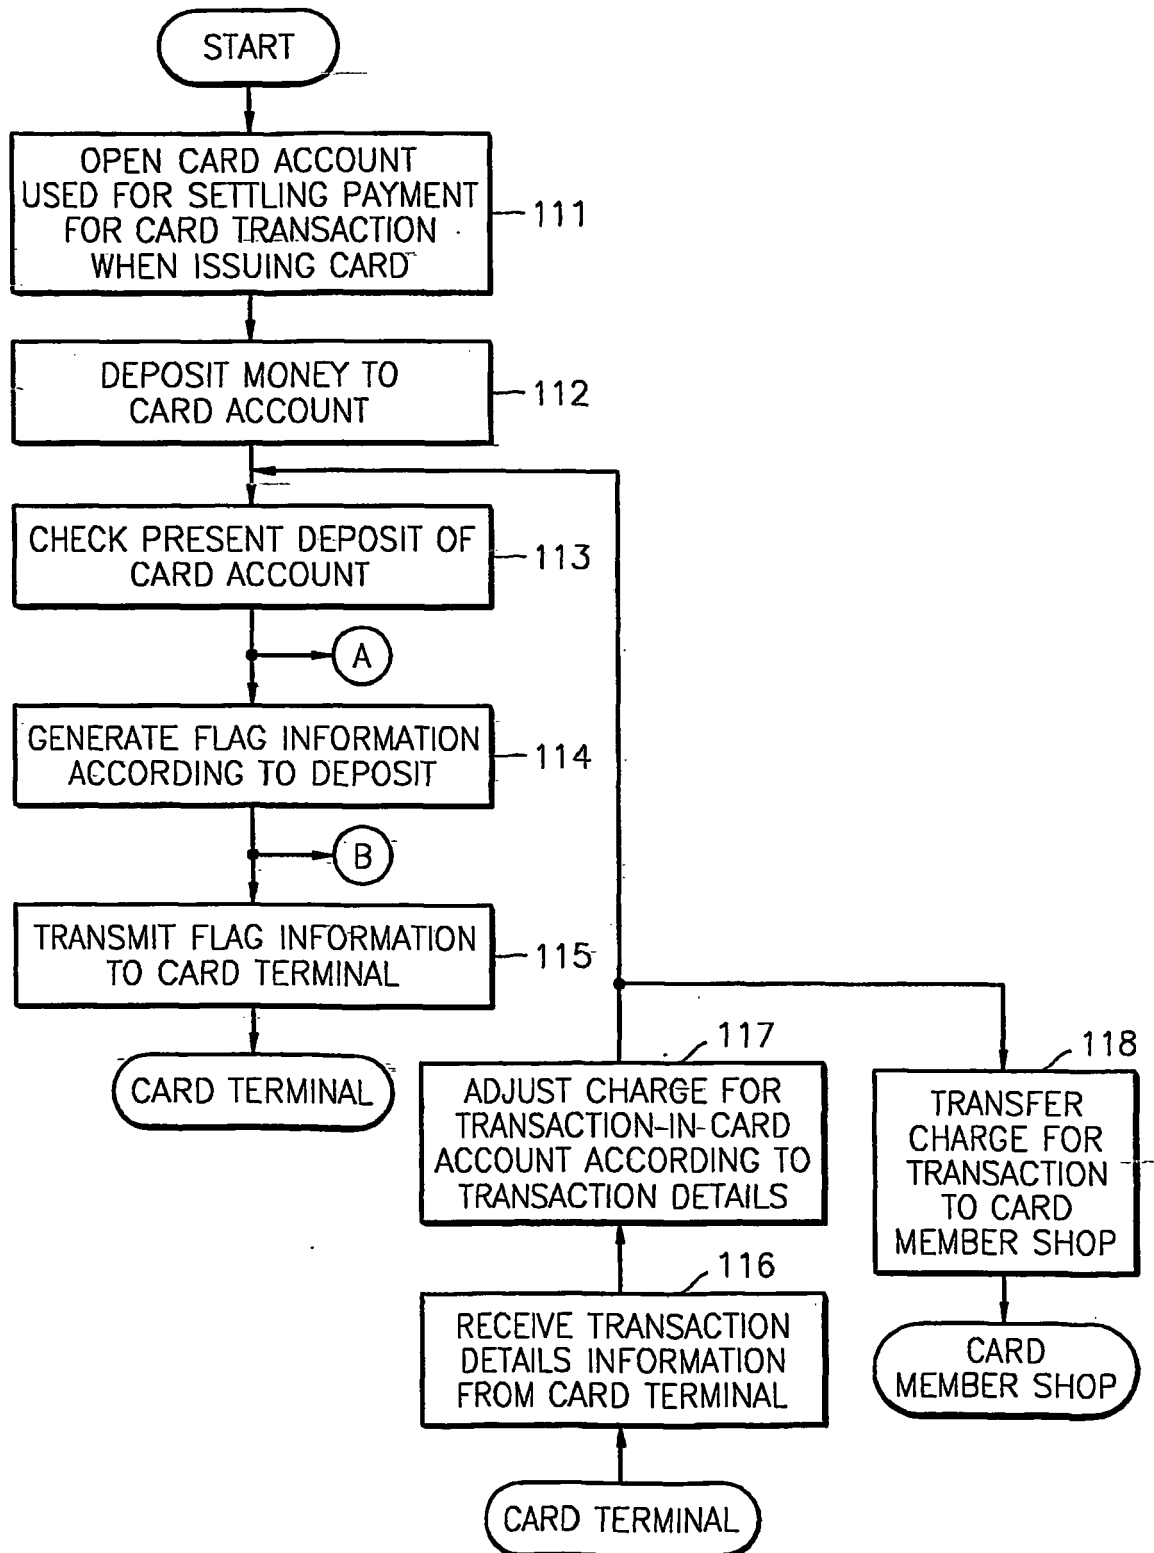 START
OPEN CARD ACCOUNT
USED FOR SETTLING PAYMENT
FOR CARD TRANSACTION
WHEN ISSUING CARD
111
DEPOSIT MONEY TO
CARD ACCOUNT
112
CHECK PRESENT DEPOSIT OF
CARD ACCOUNT
113
A
GENERATE FLAG INFORMATION
ACCORDING TO DEPOSIT
114
B
TRANSMIT FLAG INFORMATION
TO CARD TERMINAL
115
CARD TERMINAL
117
ADJUST CHARGE FOR
TRANSACTION-IN-CARD
ACCOUNT ACCORDING TO
TRANSACTION DETAILS
118
TRANSFER
CHARGE FOR
TRANSACTION
TO CARD
MEMBER SHOP
116
RECEIVE TRANSACTION
DETAILS INFORMATION
FROM CARD TERMINAL
CARD
MEMBER SHOP
CARD TERMINAL